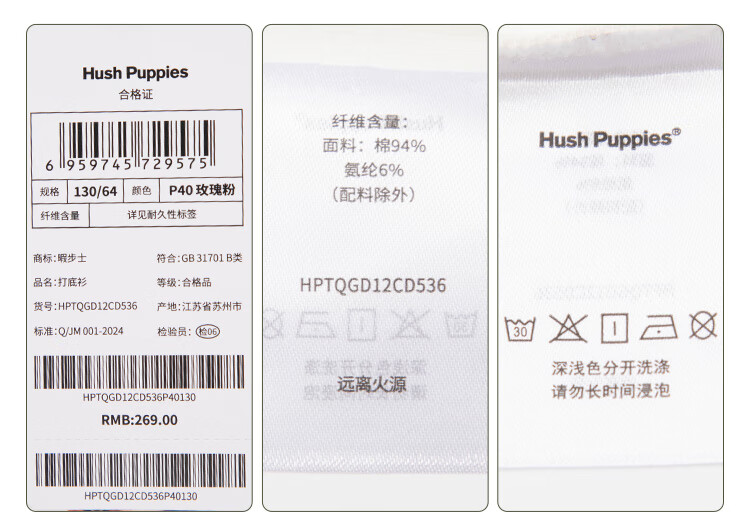 Hush Puppies
合格证
6 959745 729575
规格 130/64 颜色 P40 玫瑰粉
纤维含量 详见耐久性标签
商标:暇步士 符合:GB 31701 B类
品名:打底衫 等级:合格品
货号:HPTQGD12CD536 产地:江苏省苏州市
标准:Q/JM 001-2024 检验员: 检06
HPTQGD12CD536P40130
RMB:269.00
HPTQGD12CD536P40130
纤维含量:
面料: 棉94%
氨纶6%
(配料除外)
HPTQGD12CD536
远离火源
Hush Puppies®
30
深浅色分开洗涤
请勿长时间浸泡